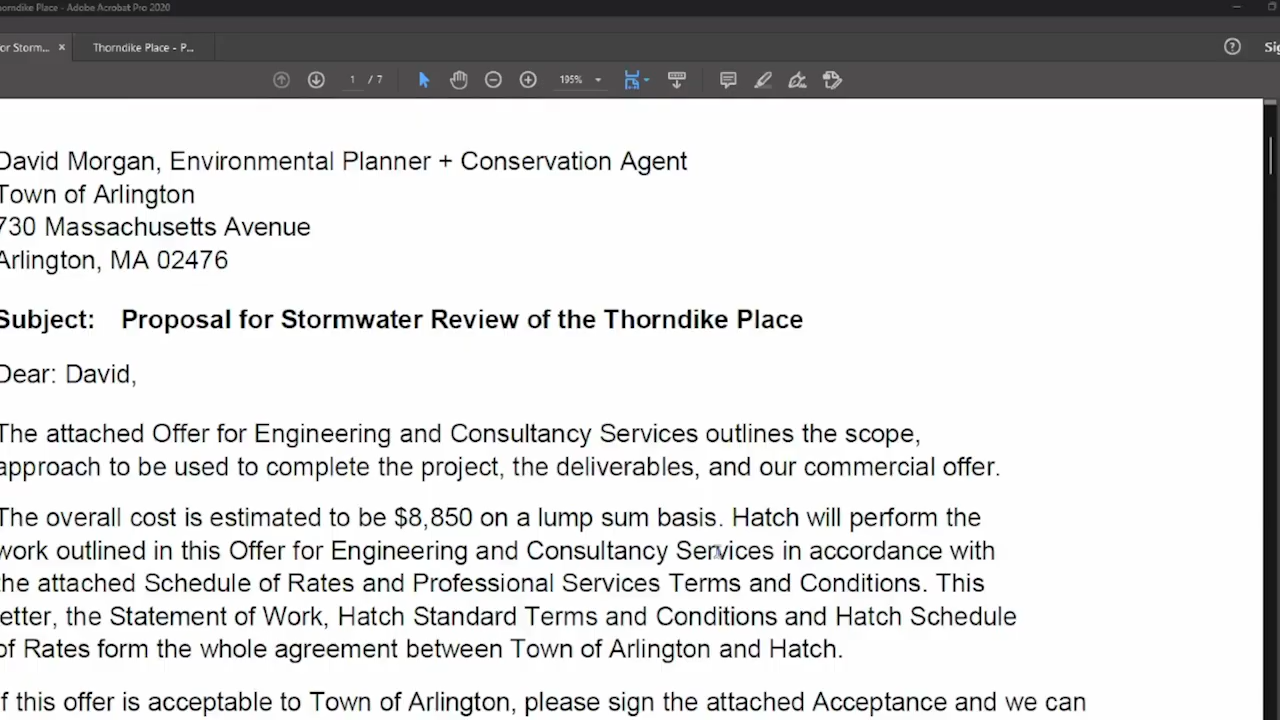 orndike Place - Adobe Acrobat Pro 2020
or Storm... × Thorndike Place - P... Sig
1 / 7 195%
David Morgan, Environmental Planner + Conservation Agent
Town of Arlington
730 Massachusetts Avenue
Arlington, MA 02476
Subject: Proposal for Stormwater Review of the Thorndike Place
Dear: David,
The attached Offer for Engineering and Consultancy Services outlines the scope,
approach to be used to complete the project, the deliverables, and our commercial offer.
The overall cost is estimated to be $8,850 on a lump sum basis. Hatch will perform the
work outlined in this Offer for Engineering and Consultancy Services in accordance with
the attached Schedule of Rates and Professional Services Terms and Conditions. This
etter, the Statement of Work, Hatch Standard Terms and Conditions and Hatch Schedule
of Rates form the whole agreement between Town of Arlington and Hatch.
If this offer is acceptable to Town of Arlington, please sign the attached Acceptance and we can